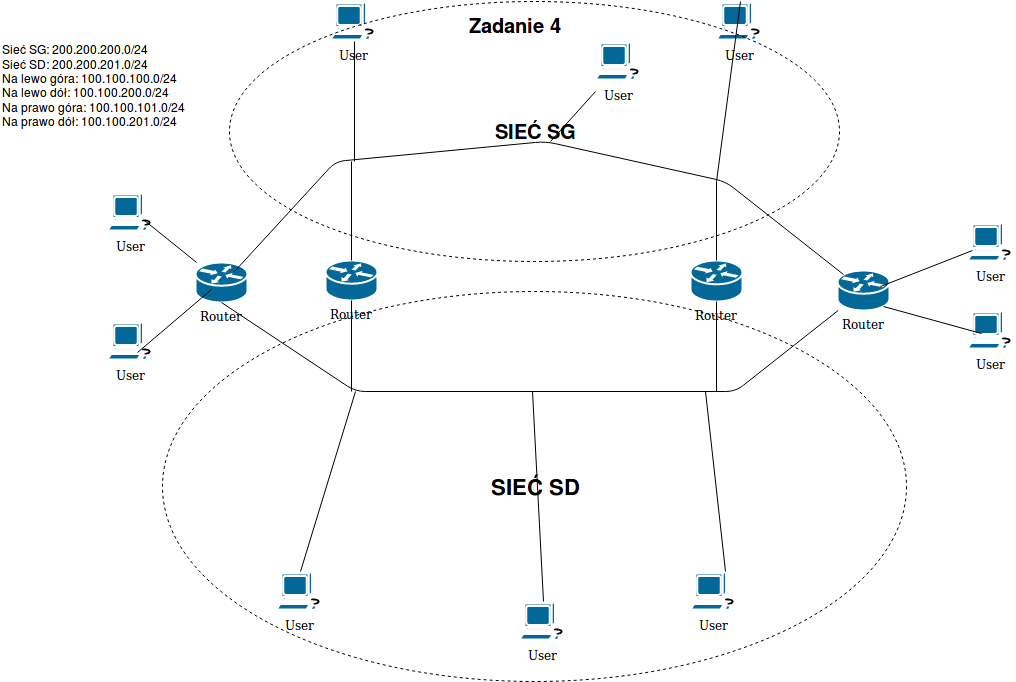 Zadanie 4
Sieć SG: 200.200.200.0/24
Sieć SD: 200.200.201.0/24
Na lewo góra: 100.100.100.0/24
Na lewo dół: 100.100.200.0/24
Na prawo góra: 100.100.101.0/24
Na prawo dół: 100.100.201.0/24
?
User
?
User
?
User
SIEĆ SG
?
User
?
User
Router
Router
Router
Router
?
User
?
User
SIEĆ SD
?
User
?
User
?
User